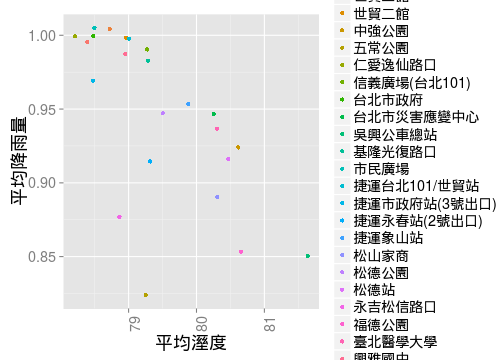 世貿二館
中強公園
五常公園
仁愛逸仙路口
信義廣場(台北101)
台北市政府
台北市災害應變中心
吳興公車總站
基隆光復路口
市民廣場
捷運台北101/世貿站
捷運市政府站(3號出口)
捷運永春站(2號出口)
捷運象山站
松山家商
松德公園
松德站
永吉松信路口
福德公園
臺北醫學大學
興雅國中
1.00
0.95
0.90
0.85
平均降雨量
79
80
81
平均溼度